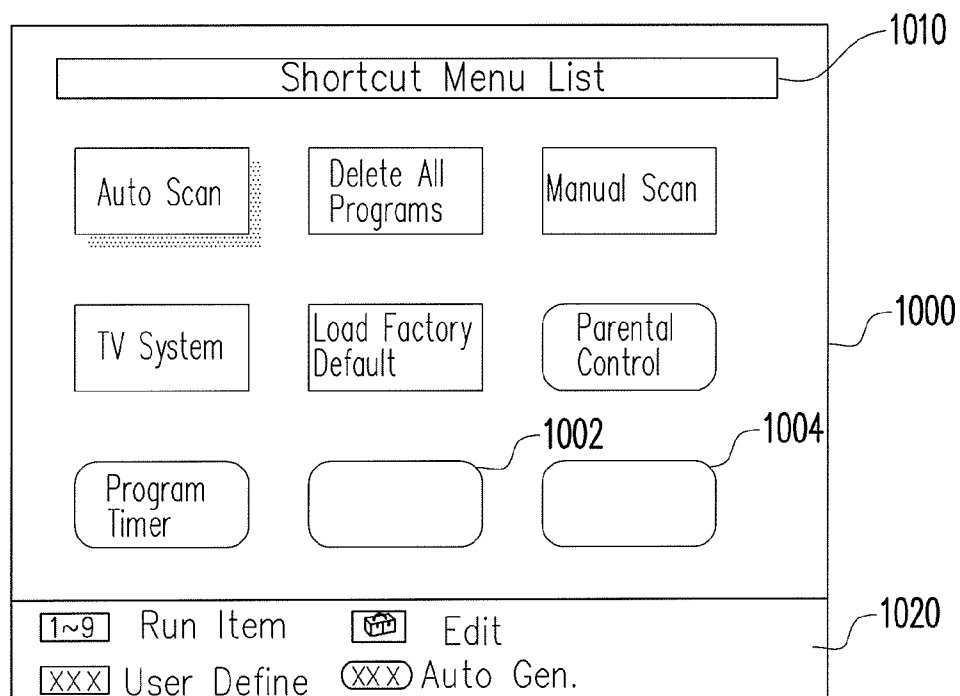 1010
Shortcut Menu List
Auto Scan
Delete All
Programs
Manual Scan
1000
TV System
Load Factory
Default
Parental
Control
1002
1004
Program
Timer
1020
1~9 Run Item
Edit
XXX User Define
XXX Auto Gen.